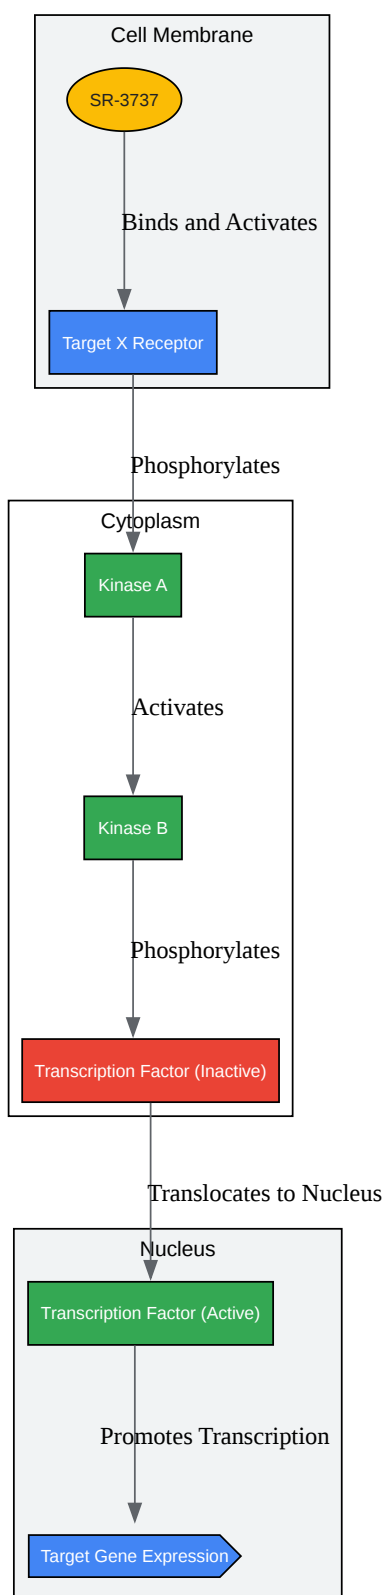 Cell Membrane
SR-3737
Binds and Activates
Target X Receptor
Phosphorylates
Cytoplasm
Kinase A
Activates
Kinase B
Phosphorylates
Transcription Factor (Inactive)
Translocates to Nucleus
Nucleus
Transcription Factor (Active)
Promotes Transcription
Target Gene Expression